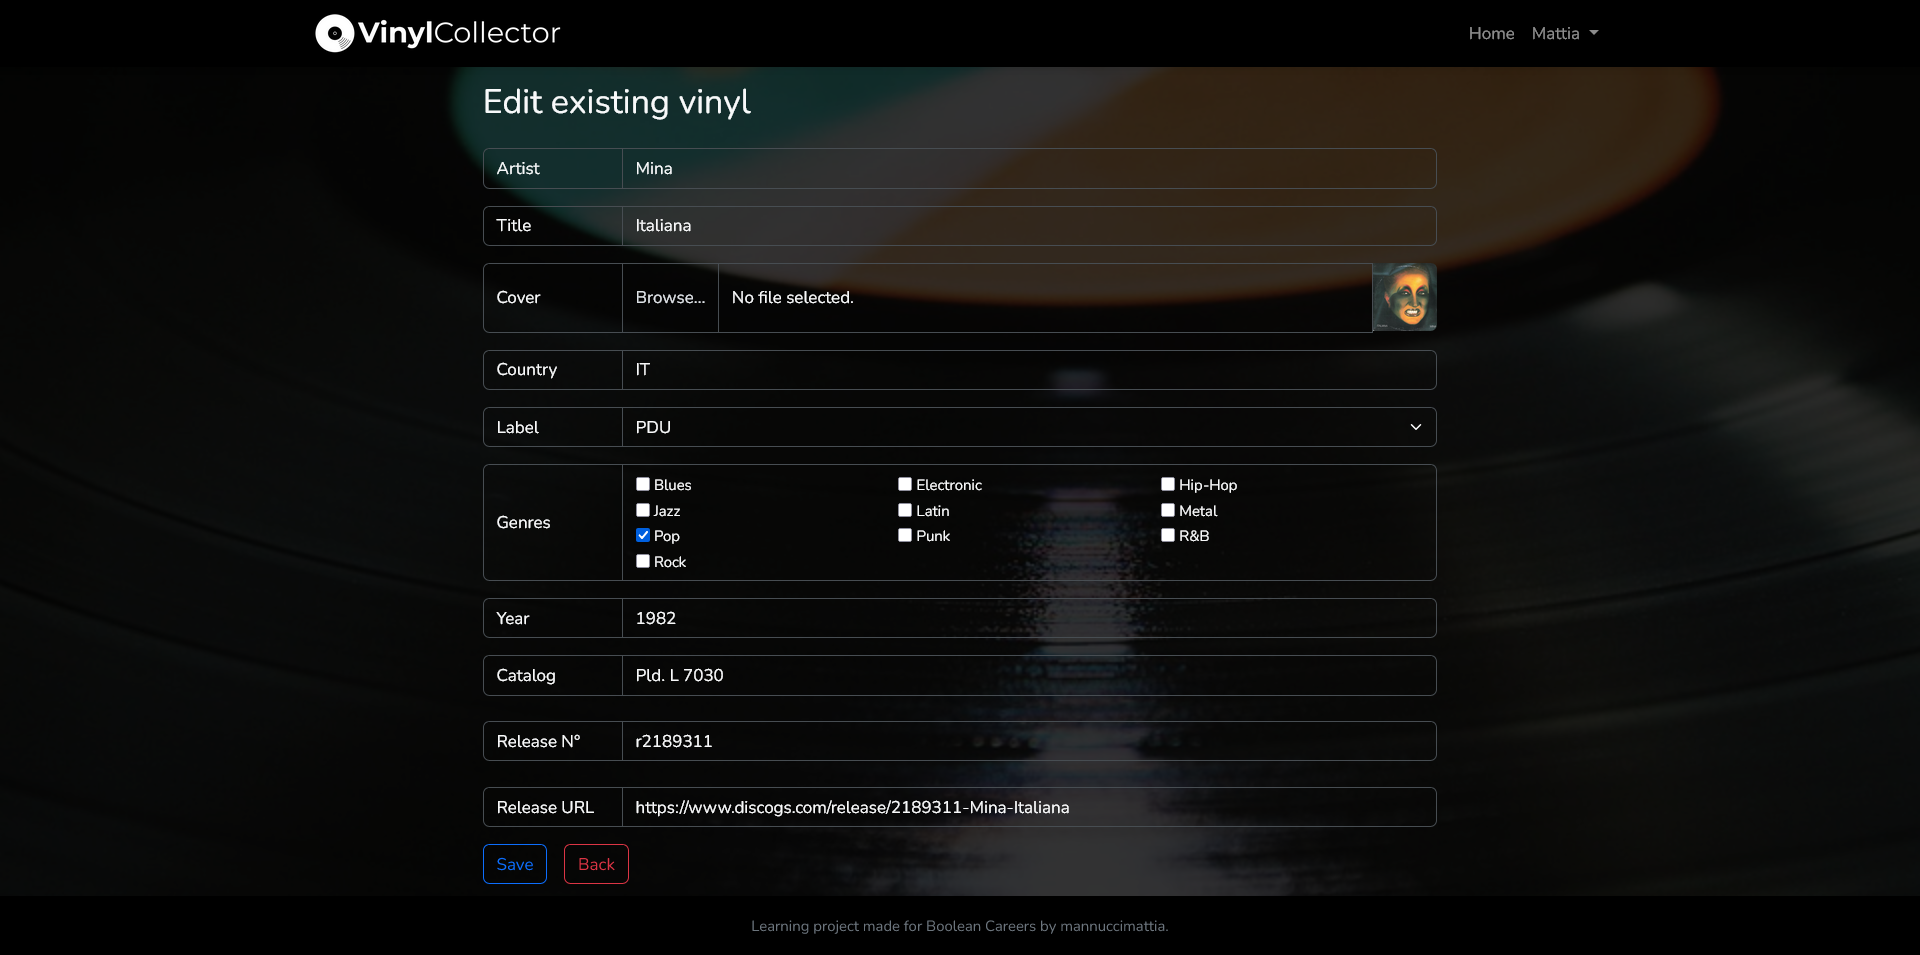 VinylCollector
Home Mattia
Edit existing vinyl
Artist Mina
Title Italiana
Cover Browse... No file selected.
Country IT
Label PDU
Genres
Blues Electronic Hip-Hop
Jazz Latin Metal
Pop Punk R&B
Rock
Year 1982
Catalog Pld. L 7030
Release N° r2189311
Release URL https://www.discogs.com/release/2189311-Mina-Italiana
Save Back
Learning project made for Boolean Careers by mannuccimattia.